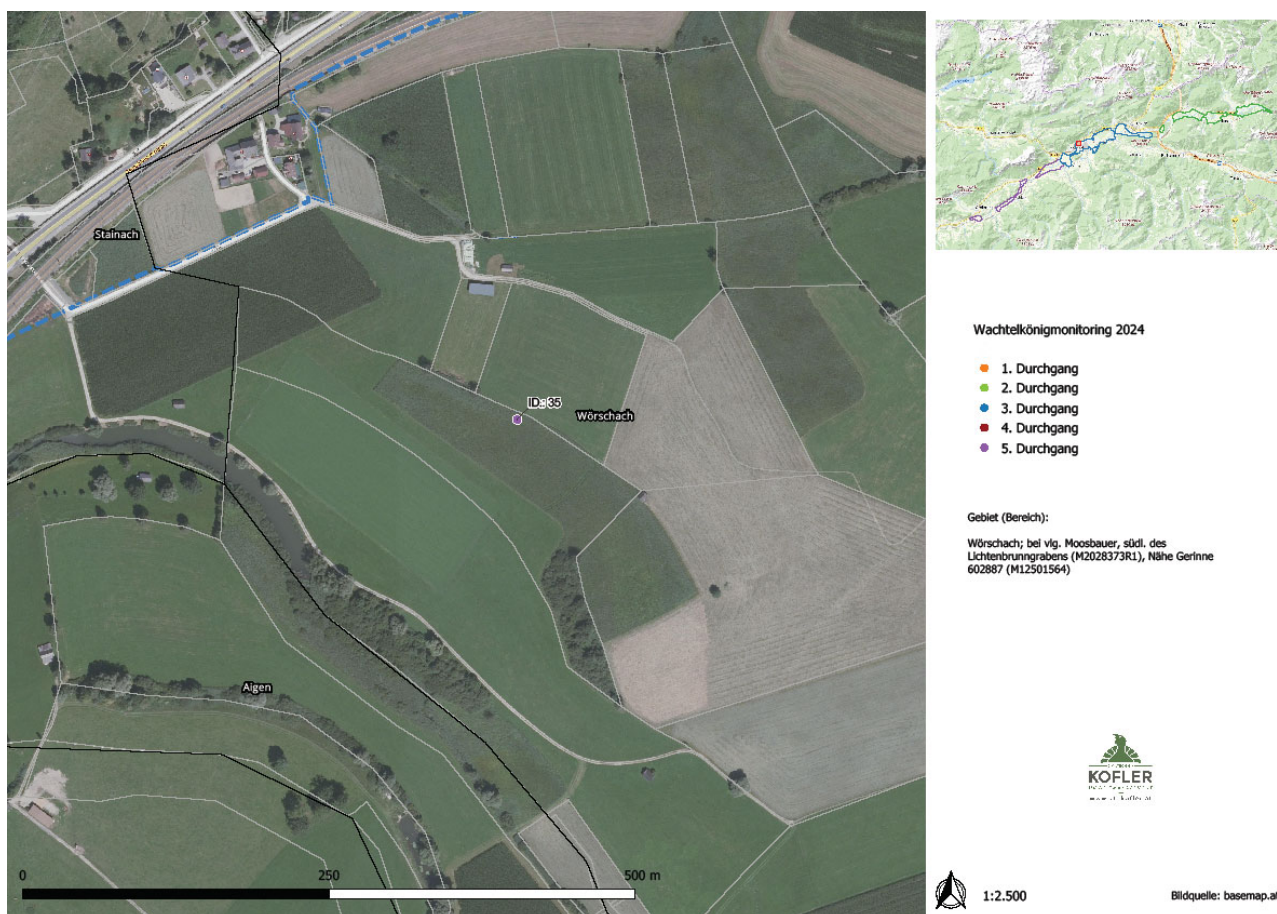 Stainach
ID.: 35
Wörschach
Aigen
0
250
500 m
Wachtelkönigmonitoring 2024
1. Durchgang
2. Durchgang
3. Durchgang
4. Durchgang
5. Durchgang
Gebiet (Bereich):
Wörschach; bei vlg. Moosbauer, südl. des
Lichtenbrunngrabens (M2028373R1), Nähe Gerinne
602887 (M12501564)
KOFLER
1:2.500
Bildquelle: basemap.at